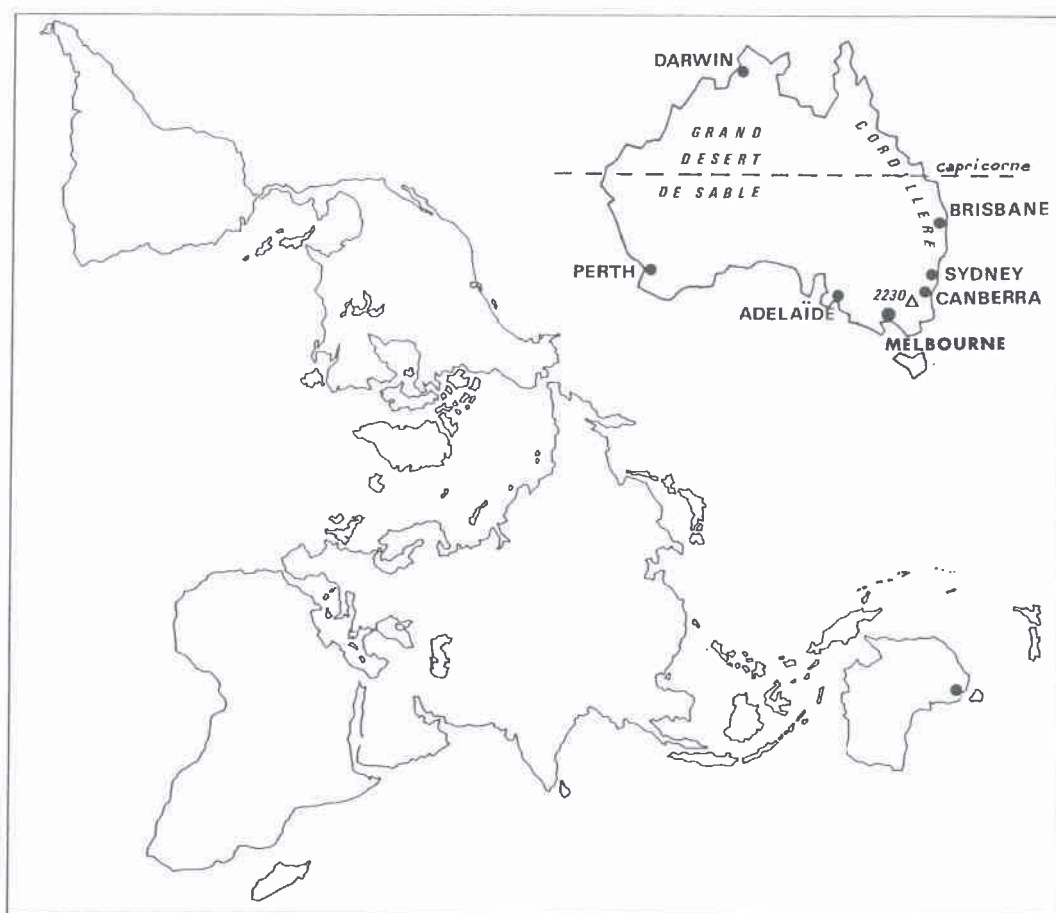 DARWIN
GRAND
DESERT
DE SABLE
CORDILLERE
Capricorne
BRISBANE
PERTH
SYDNEY
2230
CANBERRA
ADELAÏDE
MELBOURNE